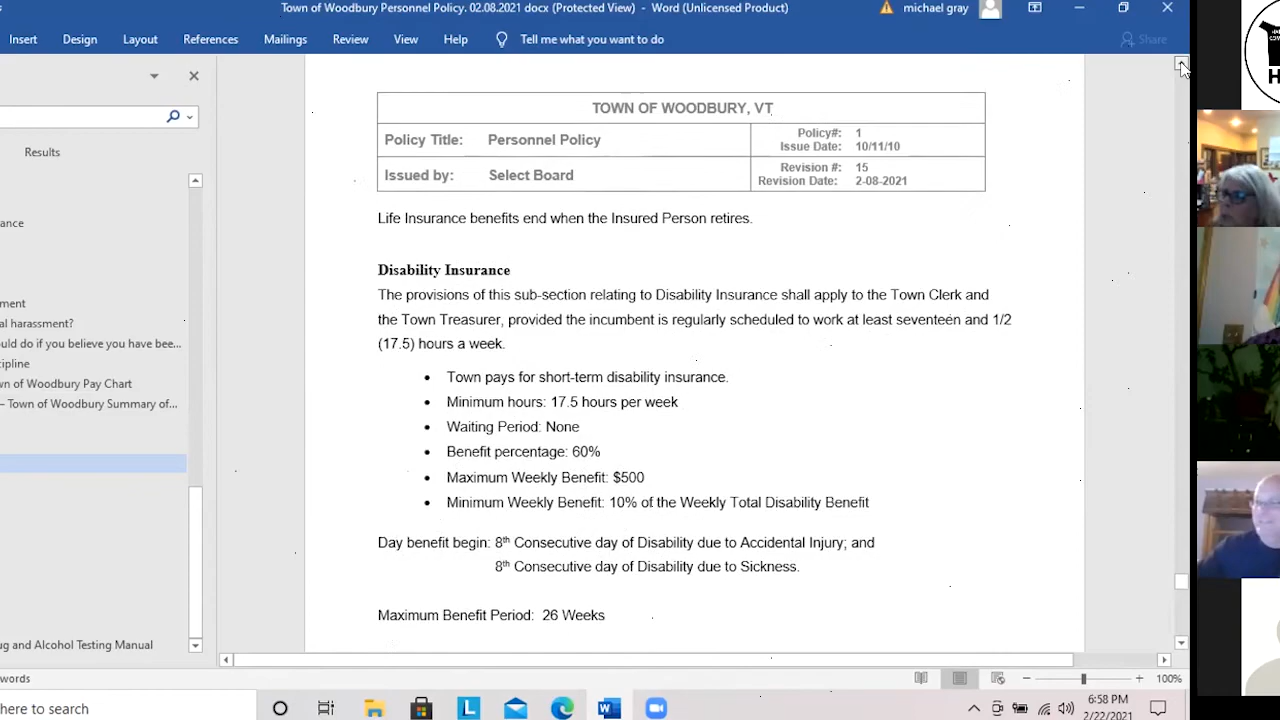 Town of Woodbury Personnel Policy. 02.08.2021 docx (Protected View) - Word (Unlicensed Product)
michael gray
Insert Design Layout References Mailings Review View Help Tell me what you want to do Share
TOWN OF WOODBURY, VT
Policy Title: Personnel Policy
Policy#: 1
Issue Date: 10/11/10
Issued by: Select Board
Revision #: 15
Revision Date: 2-08-2021
Results
ance
ment
al harassment?
ould do if you believe you have bee...
cipline
wn of Woodbury Pay Chart
– Town of Woodbury Summary of...
ug and Alcohol Testing Manual
Life Insurance benefits end when the Insured Person retires.
Disability Insurance
The provisions of this sub-section relating to Disability Insurance shall apply to the Town Clerk and
the Town Treasurer, provided the incumbent is regularly scheduled to work at least seventeen and 1/2
(17.5) hours a week.
• Town pays for short-term disability insurance.
• Minimum hours: 17.5 hours per week
• Waiting Period: None
• Benefit percentage: 60%
• Maximum Weekly Benefit: $500
• Minimum Weekly Benefit: 10% of the Weekly Total Disability Benefit
Day benefit begin: 8th Consecutive day of Disability due to Accidental Injury; and
8th Consecutive day of Disability due to Sickness.
Maximum Benefit Period: 26 Weeks
words
100%
here to search
6:58 PM
2/22/2021